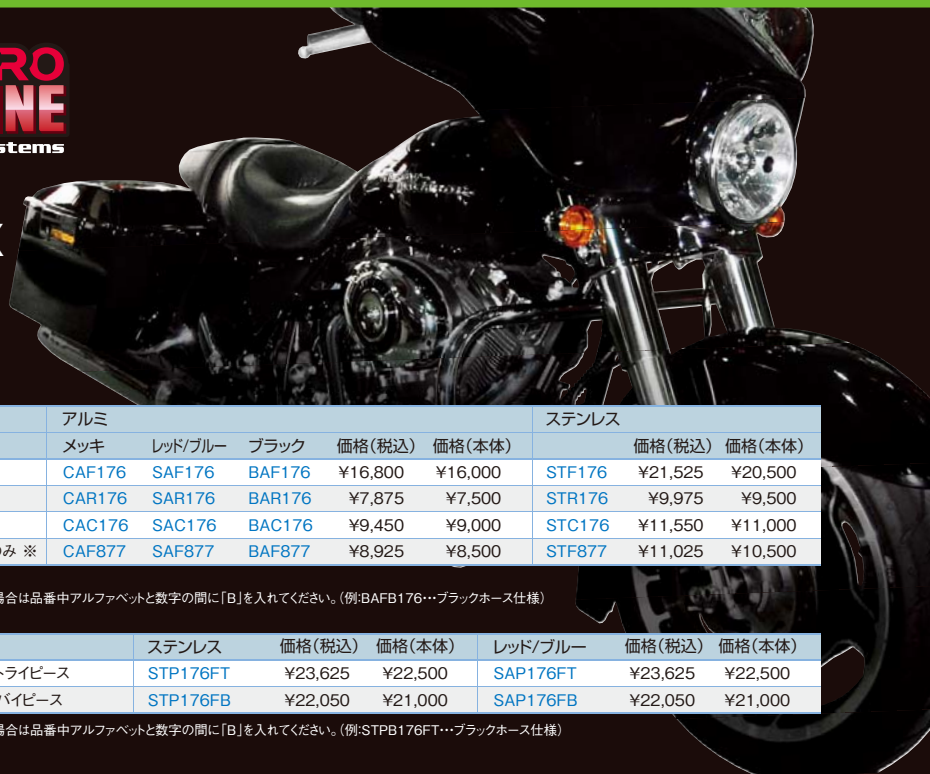 RO
NE
stems
アルミ ステンレス
メッキ レッド/ブルー ブラック 価格(税込) 価格(本体) 価格(税込) 価格(本体)
CAF176 SAF176 BAF176 ¥16,800 ¥16,000 STF176 ¥21,525 ¥20,500
CAR176 SAR176 BAR176 ¥7,875 ¥7,500 STR176 ¥9,975 ¥9,500
CAC176 SAC176 BAC176 ¥9,450 ¥9,000 STC176 ¥11,550 ¥11,000
のみ ※ CAF877 SAF877 BAF877 ¥8,925 ¥8,500 STF877 ¥11,025 ¥10,500
場合は品番中アルファベットと数字の間に「B」を入れてください。(例:BAFB176・・・ブラックホース仕様)
ステンレス 価格(税込) 価格(本体) レッド/ブルー 価格(税込) 価格(本体)
トライピース STP176FT ¥23,625 ¥22,500 SAP176FT ¥23,625 ¥22,500
バイピース STP176FB ¥22,050 ¥21,000 SAP176FB ¥22,050 ¥21,000
場合は品番中アルファベットと数字の間に「B」を入れてください。(例:STPB176FT・・・ブラックホース仕様)